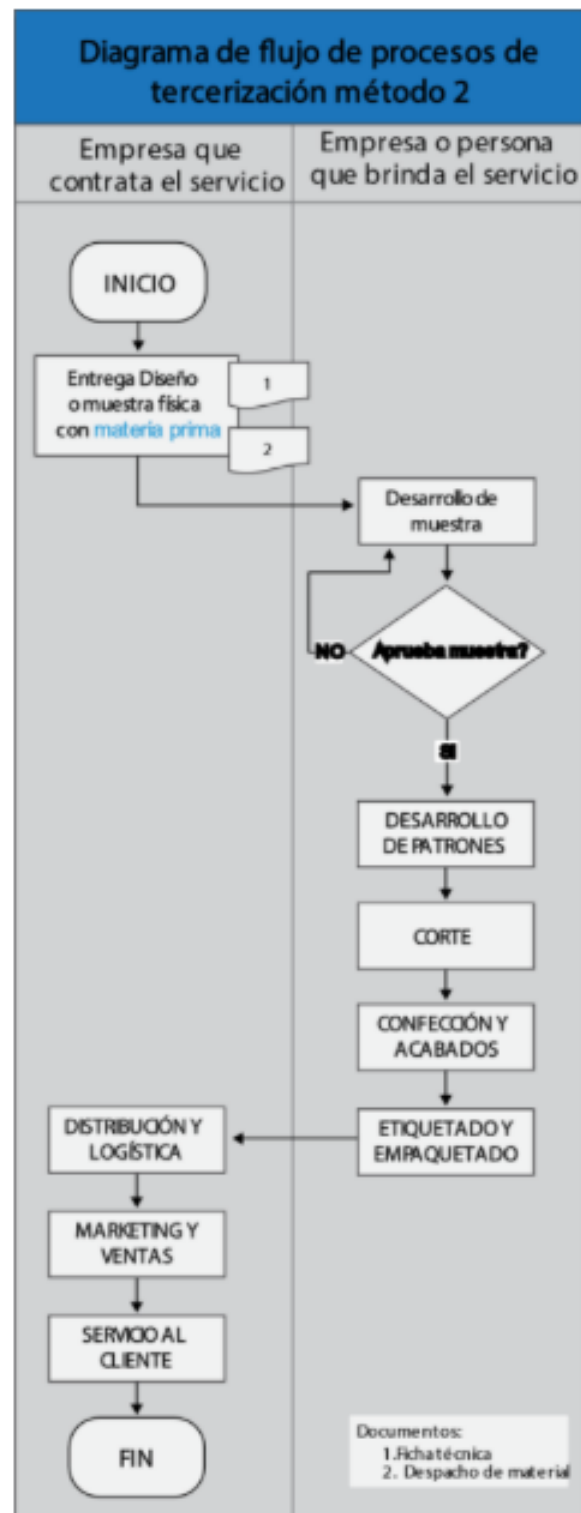 Diagrama de flujo de procesos de
tercerización método 2
Empresa que
contrata el servicio
Empresa o persona
que brinda el servicio
INICIO
Entrega Diseño
o muestra física
con materia prima
1
2
Desarrollo de
muestra
Aprueba muestra?
NO
SI
DESARROLLO
DE PATRONES
CORTE
CONFECCIÓN Y
ACABADOS
ETIQUETADO Y
EMPAQUETADO
DISTRIBUCIÓN Y
LOGÍSTICA
MARKETING Y
VENTAS
SERVICIO AL
CLIENTE
FIN
Documentos:
1.Ficha técnica
2. Despacho de material